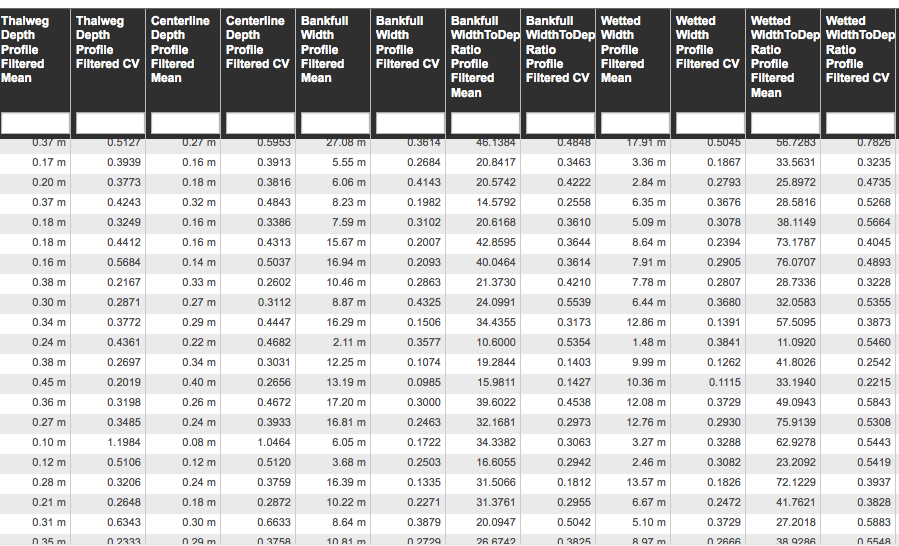 Thalweg Depth Profile Filtered Mean | Thalweg Depth Profile Filtered CV | Centerline Depth Profile Filtered Mean | Centerline Depth Profile Filtered CV | Bankfull Width Profile Filtered Mean | Bankfull Width Profile Filtered CV | Bankfull WidthToDep Ratio Profile Filtered Mean | Bankfull WidthToDep Ratio Profile Filtered CV | Wetted Width Profile Filtered Mean | Wetted Width Profile Filtered CV | Wetted WidthToDep Ratio Profile Filtered Mean | Wetted WidthToDep Ratio Profile Filtered CV
0.37 m 0.5127 0.27 m 0.5953 27.08 m 0.3614 46.1384 0.4848 17.91 m 0.5045 56.7283 0.7826
0.17 m 0.3939 0.16 m 0.3913 5.55 m 0.2684 20.8417 0.3463 3.36 m 0.1867 33.5631 0.3235
0.20 m 0.3773 0.18 m 0.3816 6.06 m 0.4143 20.5742 0.4222 2.84 m 0.2793 25.8972 0.4735
0.37 m 0.4243 0.32 m 0.4843 8.23 m 0.1982 14.5792 0.2558 6.35 m 0.3676 28.5816 0.5268
0.18 m 0.3249 0.16 m 0.3386 7.59 m 0.3102 20.6168 0.3610 5.09 m 0.3078 38.1149 0.5664
0.18 m 0.4412 0.16 m 0.4313 15.67 m 0.2007 42.8595 0.3644 8.64 m 0.2394 73.1787 0.4045
0.16 m 0.5684 0.14 m 0.5037 16.94 m 0.2093 40.0464 0.3614 7.91 m 0.2905 76.0707 0.4893
0.38 m 0.2167 0.33 m 0.2602 10.46 m 0.2863 21.3730 0.4210 7.78 m 0.2807 28.7336 0.3228
0.30 m 0.2871 0.27 m 0.3112 8.87 m 0.4325 24.0991 0.5539 6.44 m 0.3680 32.0583 0.5355
0.34 m 0.3772 0.29 m 0.4447 16.29 m 0.1506 34.4355 0.3173 12.86 m 0.1391 57.5095 0.3873
0.24 m 0.4361 0.22 m 0.4682 2.11 m 0.3577 10.6000 0.5354 1.48 m 0.3841 11.0920 0.5460
0.38 m 0.2697 0.34 m 0.3031 12.25 m 0.1074 19.2844 0.1403 9.99 m 0.1262 41.8026 0.2542
0.45 m 0.2019 0.40 m 0.2656 13.19 m 0.0985 15.9811 0.1427 10.36 m 0.1115 33.1940 0.2215
0.36 m 0.3198 0.26 m 0.4672 17.20 m 0.3000 39.6022 0.4538 12.08 m 0.3729 49.0943 0.5843
0.27 m 0.3485 0.24 m 0.3933 16.81 m 0.2463 32.1681 0.2973 12.76 m 0.2930 75.9139 0.5308
0.10 m 1.1984 0.08 m 1.0464 6.05 m 0.1722 34.3382 0.3063 3.27 m 0.3288 62.9278 0.5443
0.12 m 0.5106 0.12 m 0.5120 3.68 m 0.2503 16.6055 0.2942 2.46 m 0.3082 23.2092 0.5419
0.28 m 0.3206 0.24 m 0.3759 16.39 m 0.1335 31.5066 0.1812 13.57 m 0.1826 72.1229 0.3937
0.21 m 0.2648 0.18 m 0.2872 10.22 m 0.2271 31.3761 0.2955 6.67 m 0.2472 41.7621 0.3828
0.31 m 0.6343 0.30 m 0.6633 8.64 m 0.3879 20.0947 0.5042 5.10 m 0.3729 27.2018 0.5883
0.35 m 0.2333 0.29 m 0.3758 10.81 m 0.2729 26.6742 0.3825 8.97 m 0.2666 38.9286 0.5548